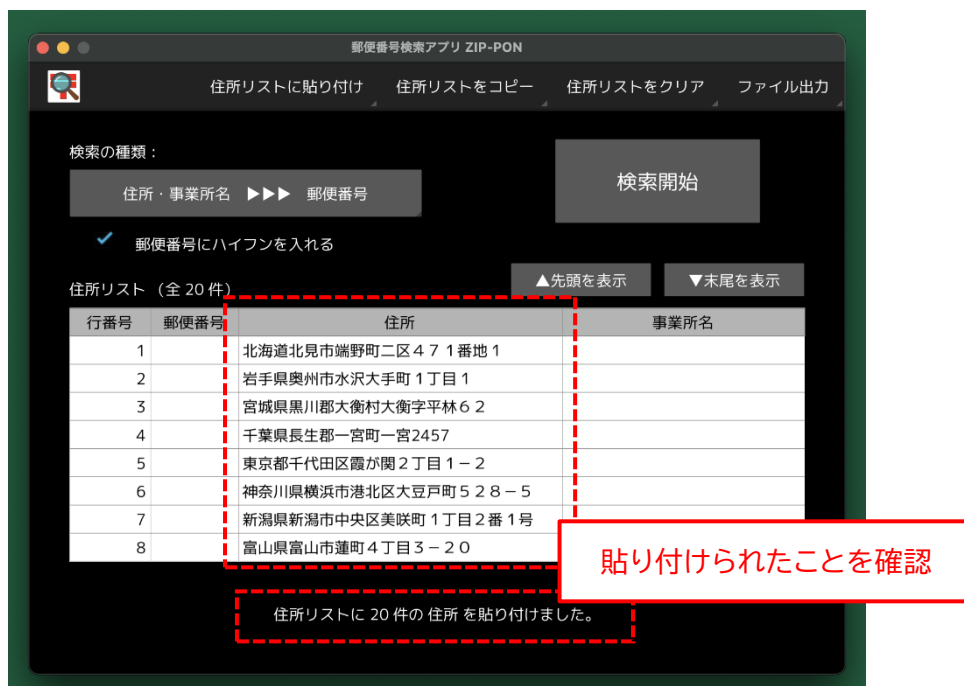 郵便番号検索アプリ ZIP-PON
住所リストに貼り付け 住所リストをコピー 住所リストをクリア ファイル出力
検索の種類：
住所・事業所名 ▶▶▶ 郵便番号
検索開始
郵便番号にハイフンを入れる
▲先頭を表示 ▼末尾を表示
住所リスト （全 20 件）
行番号 郵便番号 住所 事業所名
1 北海道北見市端野町二区４７１番地１
2 岩手県奥州市水沢大手町１丁目１
3 宮城県黒川郡大衡村大衡字平林６２
4 千葉県長生郡一宮町一宮2457
5 東京都千代田区霞が関２丁目１－２
6 神奈川県横浜市港北区大豆戸町５２８－５
7 新潟県新潟市中央区美咲町１丁目２番１号
8 富山県富山市蓮町４丁目３－２０
貼り付けられたことを確認
住所リストに 20 件の 住所 を貼り付けました。